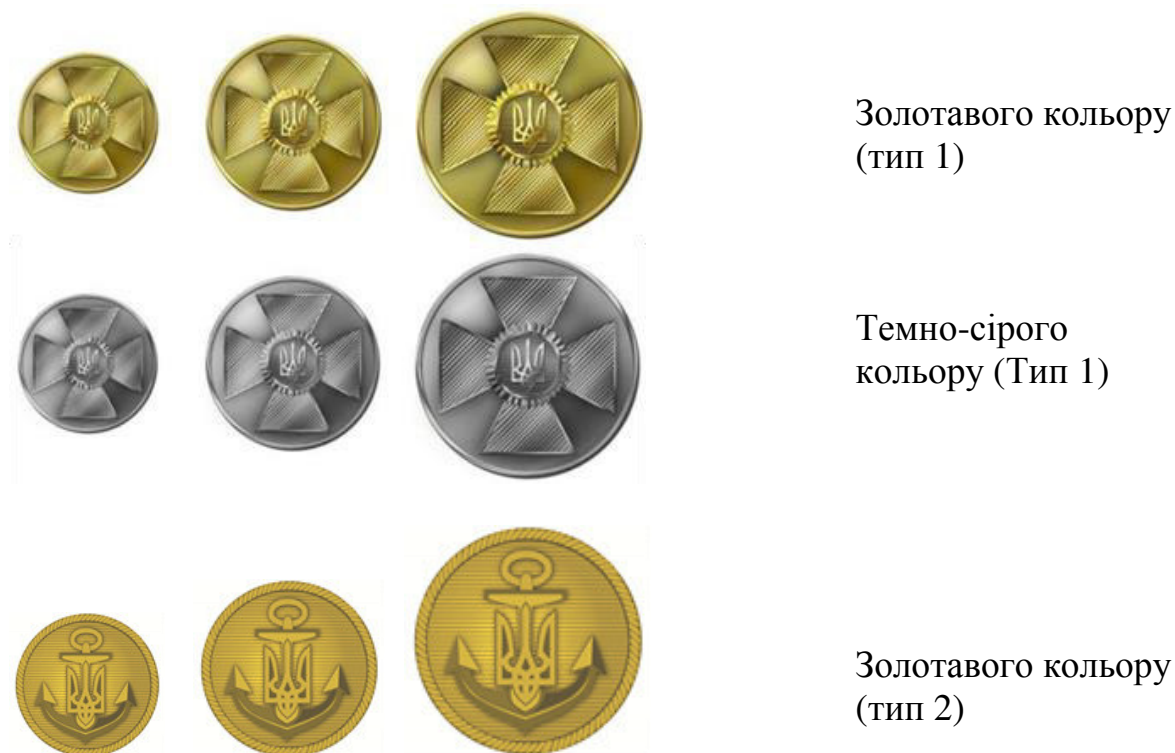 Золотавого кольору
(тип 1)
Темно-сірого
кольору (Тип 1)
Золотавого кольору
(тип 2)